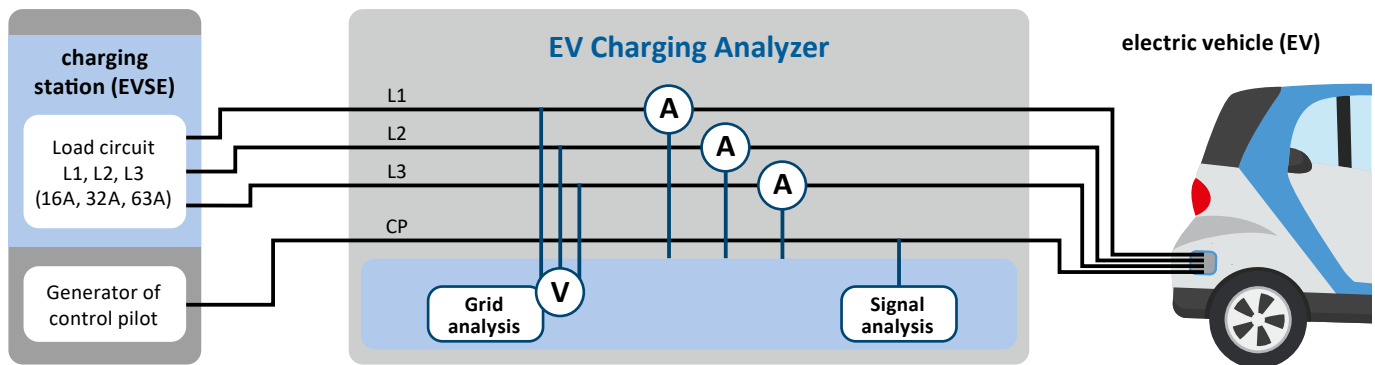 charging
station (EVSE)
Load circuit
L1, L2, L3
(16A, 32A, 63A)
Generator of
control pilot
EV Charging Analyzer
L1
A
L2
A
L3
A
CP
V
Grid
analysis
Signal
analysis
electric vehicle (EV)